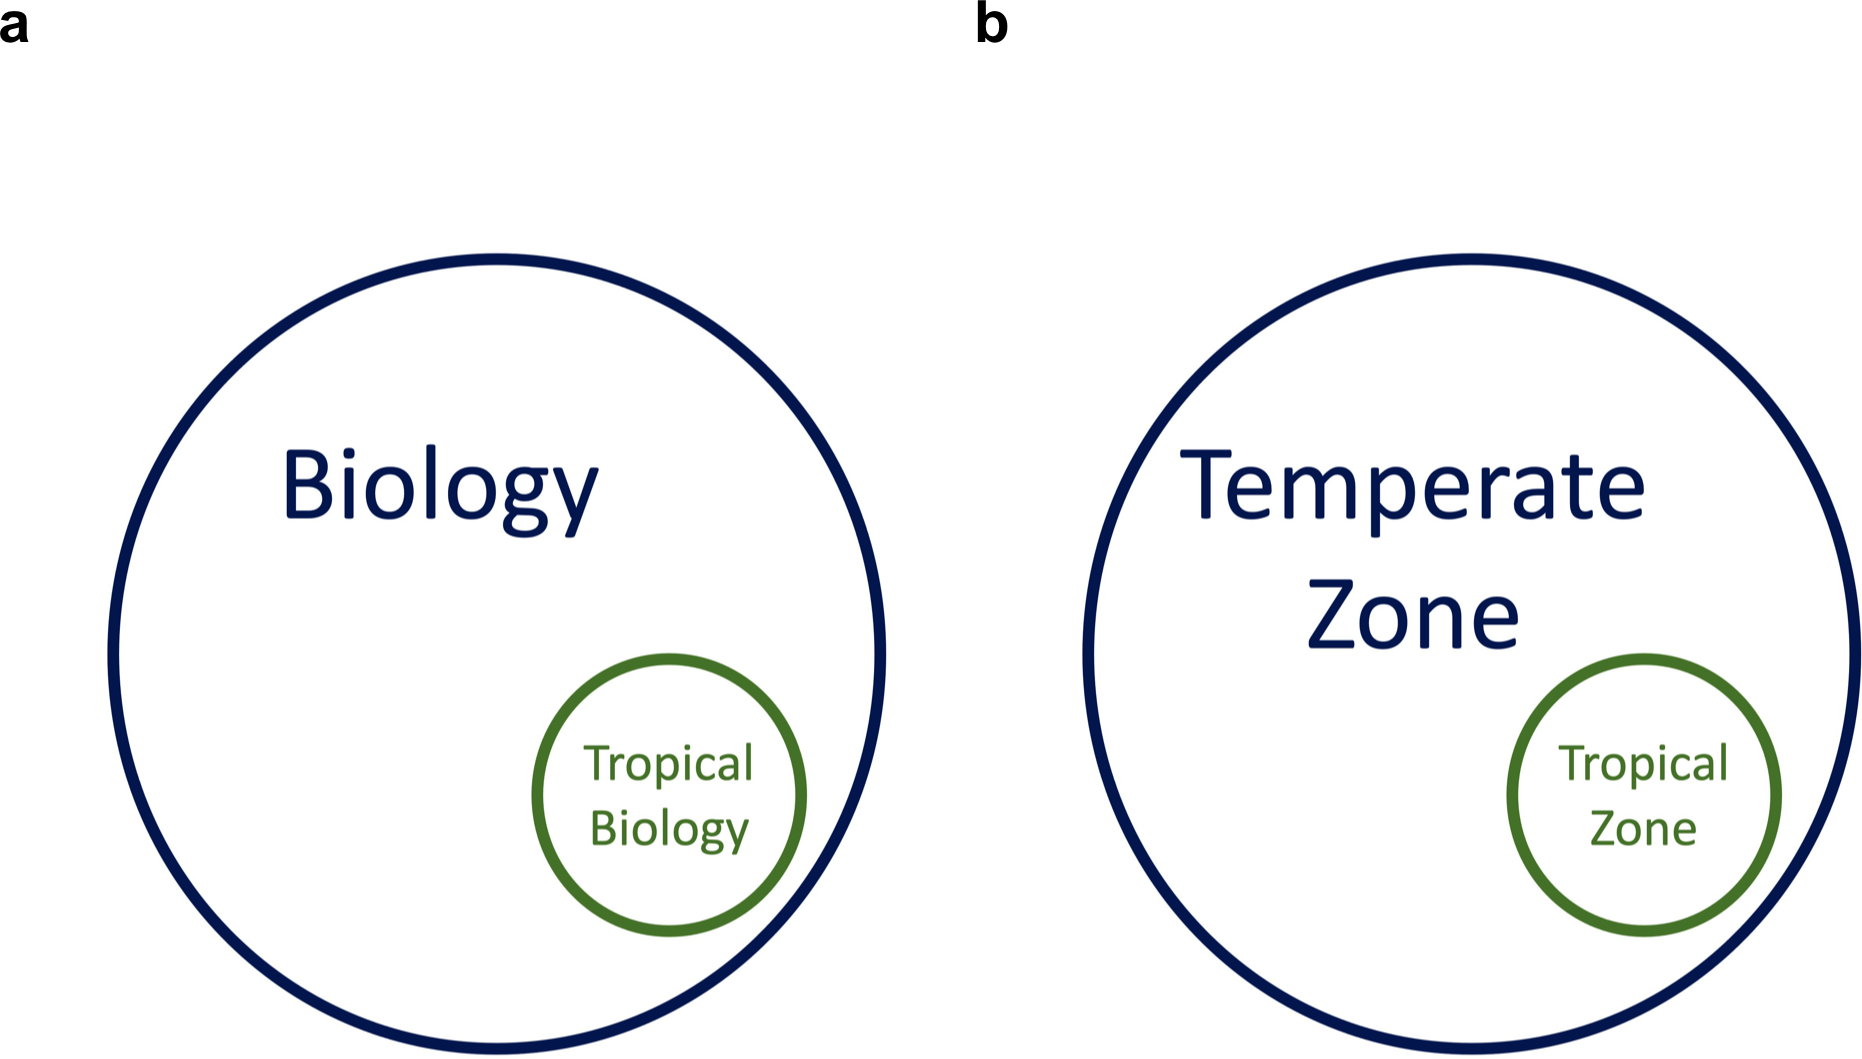 a
b
Biology
Tropical
Biology
Temperate
Zone
Tropical
Zone